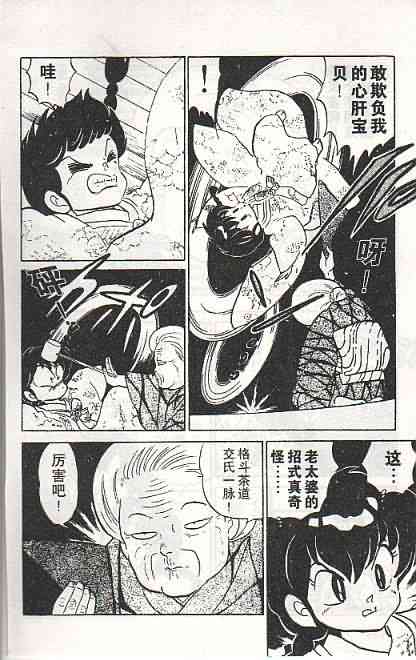 敢欺负我
的心肝宝
贝！
！
呀！
哇！
砰！
这……
老太婆的
招式真奇
怪……
格斗茶道
交氏一脉！
厉害吧！